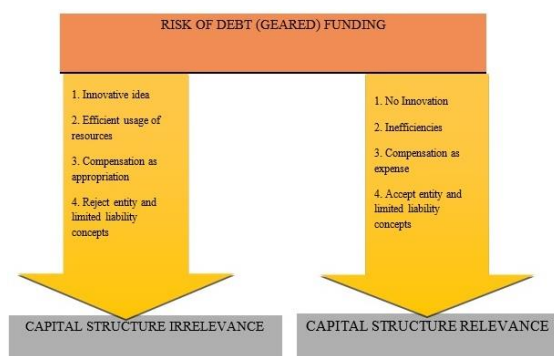 RISK OF DEBT (GEARED) FUNDING
1. Innovative idea
2. Efficient usage of
resources
3. Compensation as
appropriation
4. Reject entity and
limited liability
concepts
1. No Innovation
2. Inefficiencies
3. Compensation as
expense
4. Accept entity and
limited liability
concepts
CAPITAL STRUCTURE IRRELEVANCE
CAPITAL STRUCTURE RELEVANCE